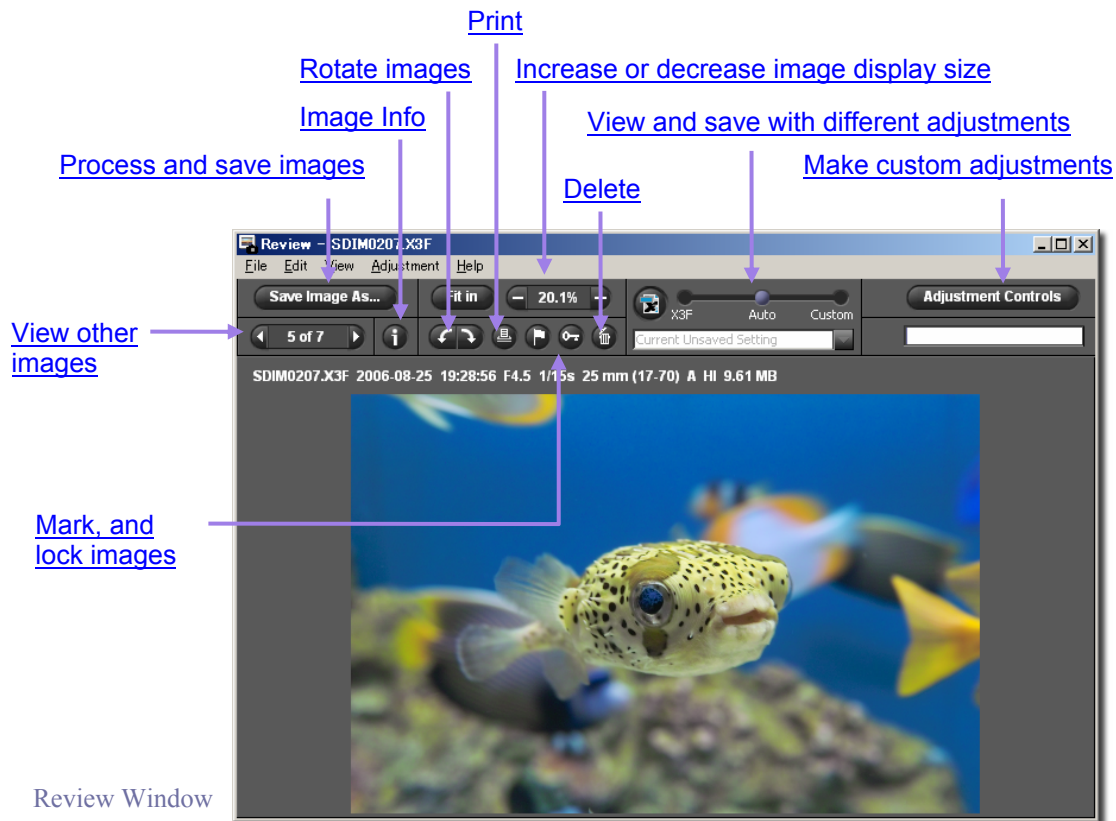 Print
Rotate images
Increase or decrease image display size
Image Info
View and save with different adjustments
Process and save images
Make custom adjustments
Delete
Review - SDIM0207.X3F
File Edit View Adjustment Help
Save Image As...
Fit in
20.1%
X3F
Auto
Custom
Adjustment Controls
View other
images
5 of 7
Current Unsaved Setting
SDIM0207.X3F 2006-08-25 19:28:56 F4.5 1/15s 25 mm (17-70) A HI 9.61 MB
Mark, and
lock images
Review Window